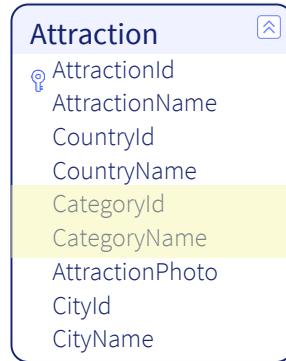 Attraction
AttractionId
AttractionName
CountryId
CountryName
CategoryId
CategoryName
AttractionPhoto
CityId
CityName